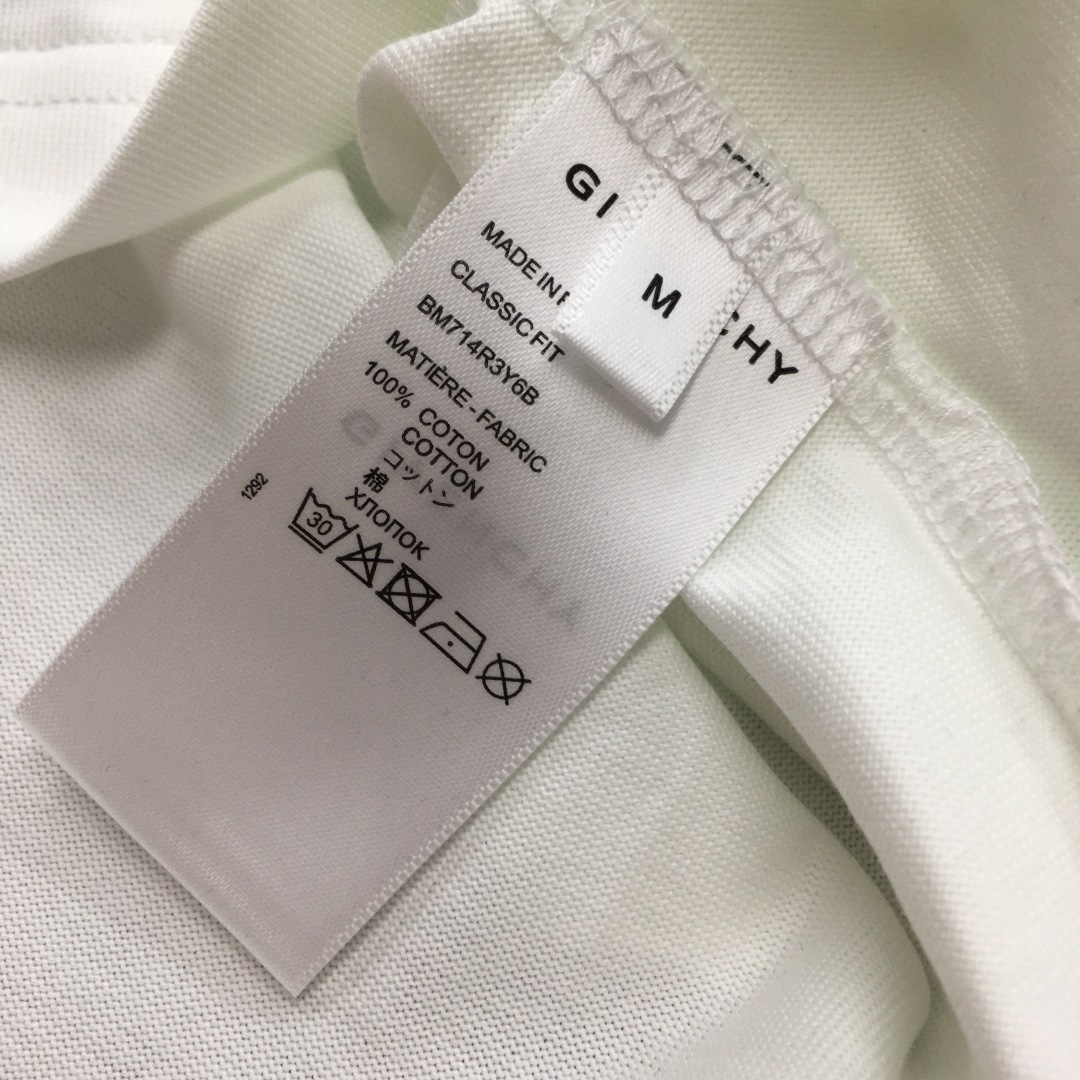 GI
CHY
M
MADE IN
CLASSIC FIT
BM714R3Y6B
MATIÈRE - FABRIC
100% COTON
COTTON
コットン
棉
ХЛОПОК
30
1292